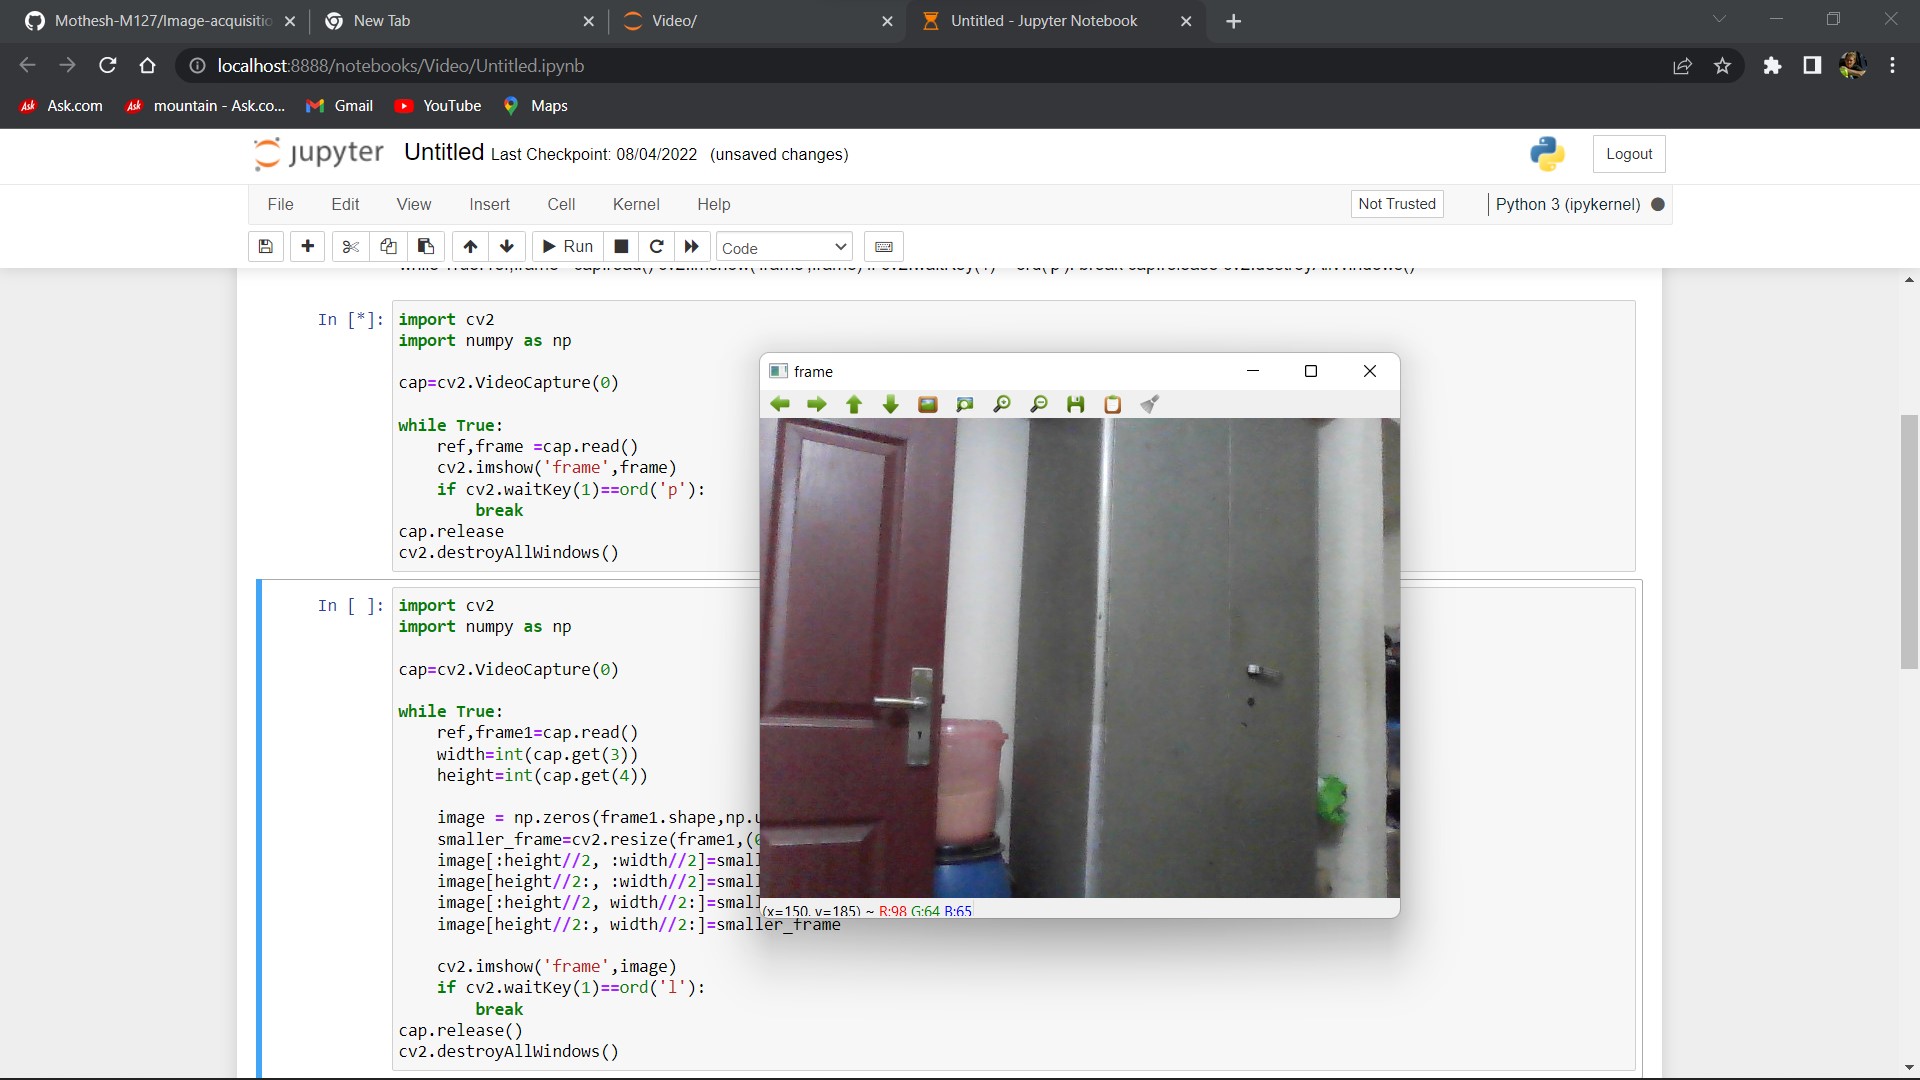 Mothesh-M127/Image-acquisitio
New Tab
Video/
Untitled - Jupyter Notebook
localhost:8888/notebooks/Video/Untitled.ipynb
Ask Ask.com
Ask mountain - Ask.co...
Gmail
YouTube
Maps
jupyter Untitled Last Checkpoint: 08/04/2022 (unsaved changes)
Logout
File Edit View Insert Cell Kernel Help
Not Trusted
Python 3 (ipykernel)
Run
Code
In [*]:
import cv2
import numpy as np
cap=cv2.VideoCapture(0)
while True:
ref,frame =cap.read()
cv2.imshow('frame',frame)
if cv2.waitKey(1)==ord('p'):
break
cap.release
cv2.destroyAllWindows()
frame
(x=150, y=185) ~ R:98 G:64 B:65
In [ ]:
import cv2
import numpy as np
cap=cv2.VideoCapture(0)
while True:
ref,frame1=cap.read()
width=int(cap.get(3))
height=int(cap.get(4))
image = np.zeros(frame1.shape,np.
smaller_frame=cv2.resize(frame1,(
image[:height//2, :width//2]=smal
image[height//2:, :width//2]=smal
image[:height//2, width//2:]=smal
image[height//2:, width//2:]=smaller_frame
cv2.imshow('frame',image)
if cv2.waitKey(1)==ord('l'):
break
cap.release()
cv2.destroyAllWindows()